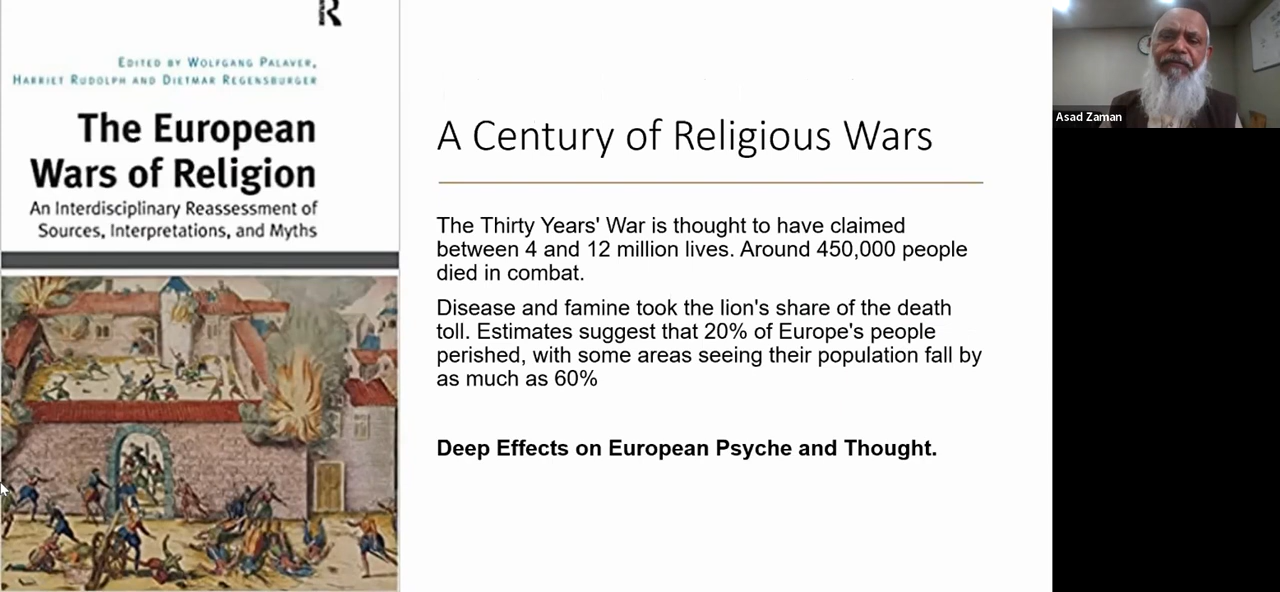 R
EDITED BY WOLFGANG PALAVER,
HARRIET RUDOLPH AND DIETMAR REGENSBURGER
The European
Wars of Religion
An Interdisciplinary Reassessment of
Sources, Interpretations, and Myths
A Century of Religious Wars
The Thirty Years' War is thought to have claimed
between 4 and 12 million lives. Around 450,000 people
died in combat.
Disease and famine took the lion's share of the death
toll. Estimates suggest that 20% of Europe's people
perished, with some areas seeing their population fall by
as much as 60%
Deep Effects on European Psyche and Thought.
Asad Zaman